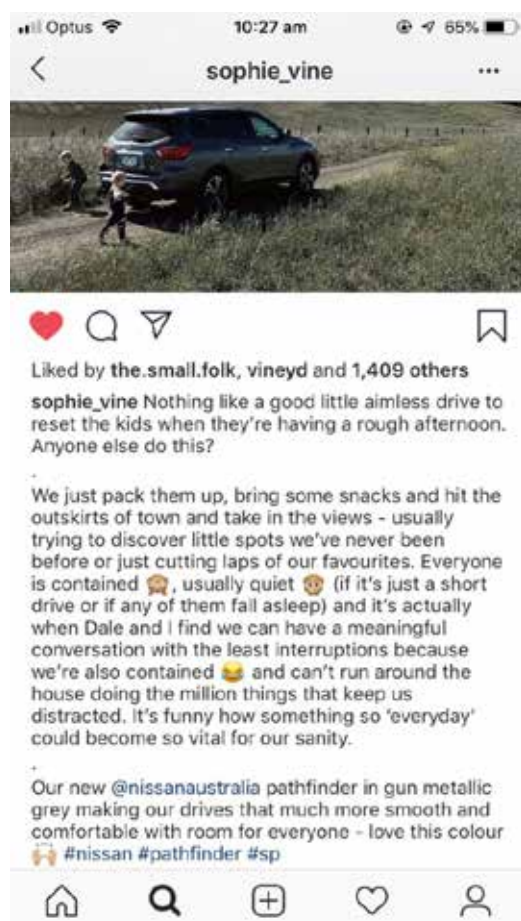 Optus 10:27 am 65%
sophie_vine
Liked by the.small.folk, vineyd and 1,409 others
sophie_vine Nothing like a good little aimless drive to
reset the kids when they're having a rough afternoon.
Anyone else do this?
.
We just pack them up, bring some snacks and hit the
outskirts of town and take in the views - usually
trying to discover little spots we've never been
before or just cutting laps of our favourites. Everyone
is contained 🙈, usually quiet 🙊 (if it's just a short
drive or if any of them fall asleep) and it's actually
when Dale and I find we can have a meaningful
conversation with the least interruptions because
we're also contained 😂 and can't run around the
house doing the million things that keep us
distracted. It's funny how something so 'everyday'
could become so vital for our sanity.
.
Our new @nissanaustralia pathfinder in gun metallic
grey making our drives that much more smooth and
comfortable with room for everyone - love this colour
🙌🏼 #nissan #pathfinder #sp